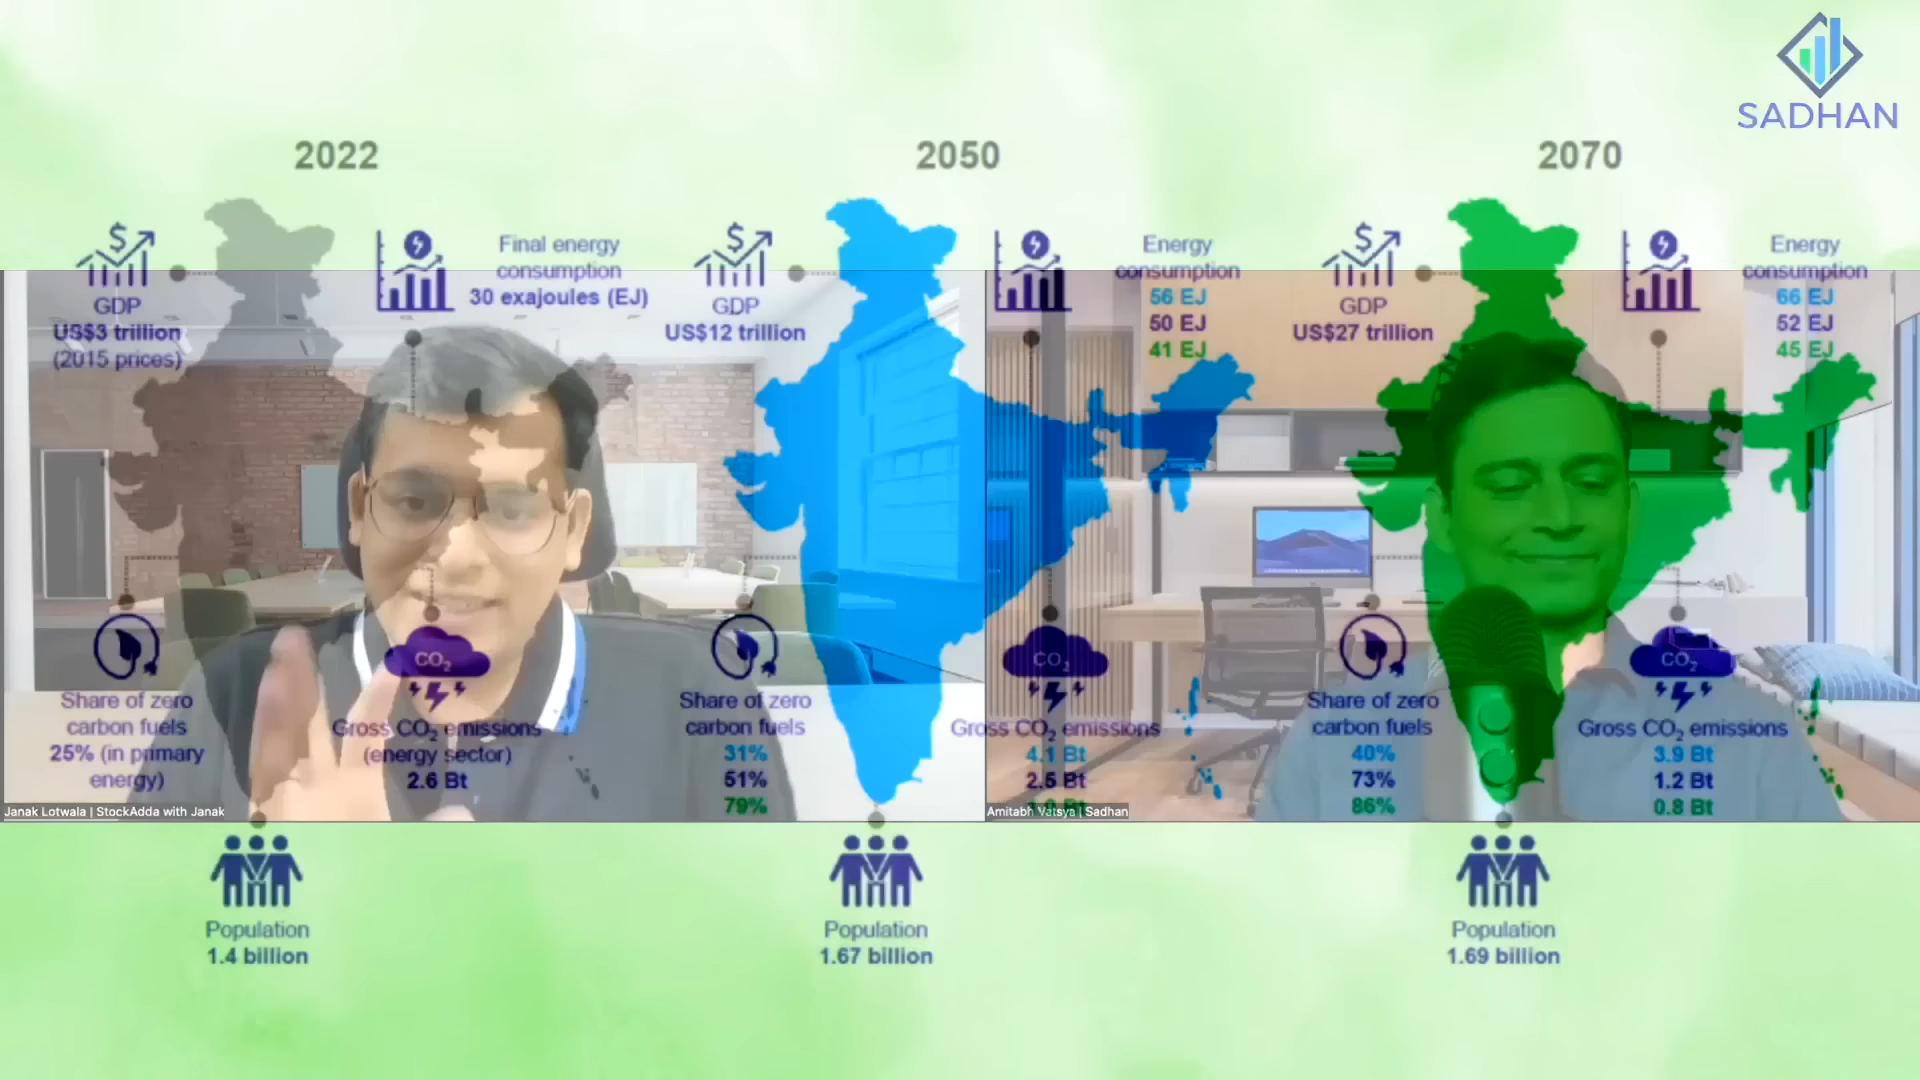 SADHAN
2022
2050
2070
GDP
US$3 trillion
(2015 prices)
Final energy
consumption
30 exajoules (EJ)
Share of zero
carbon fuels
25% (in primary
energy)
CO₂
Gross CO₂ emissions
(energy sector)
2.6 Bt
Population
1.4 billion
GDP
US$12 trillion
Energy
consumption
56 EJ
50 EJ
41 EJ
Share of zero
carbon fuels
31%
51%
79%
CO₂
Gross CO₂ emissions
4.1 Bt
2.5 Bt
Population
1.67 billion
GDP
US$27 trillion
Energy
consumption
66 EJ
52 EJ
45 EJ
Share of zero
carbon fuels
40%
73%
86%
CO₂
Gross CO₂ emissions
3.9 Bt
1.2 Bt
0.8 Bt
Population
1.69 billion
Janak Lotwala | StockAdda with Janak
Amitabh Vatsya | Sadhan